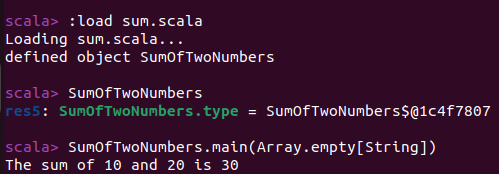 scala> :load sum.scala
Loading sum.scala...
defined object SumOfTwoNumbers
scala> SumOfTwoNumbers
res5: SumOfTwoNumbers.type = SumOfTwoNumbers$@1c4f7807
scala> SumOfTwoNumbers.main(Array.empty[String])
The sum of 10 and 20 is 30